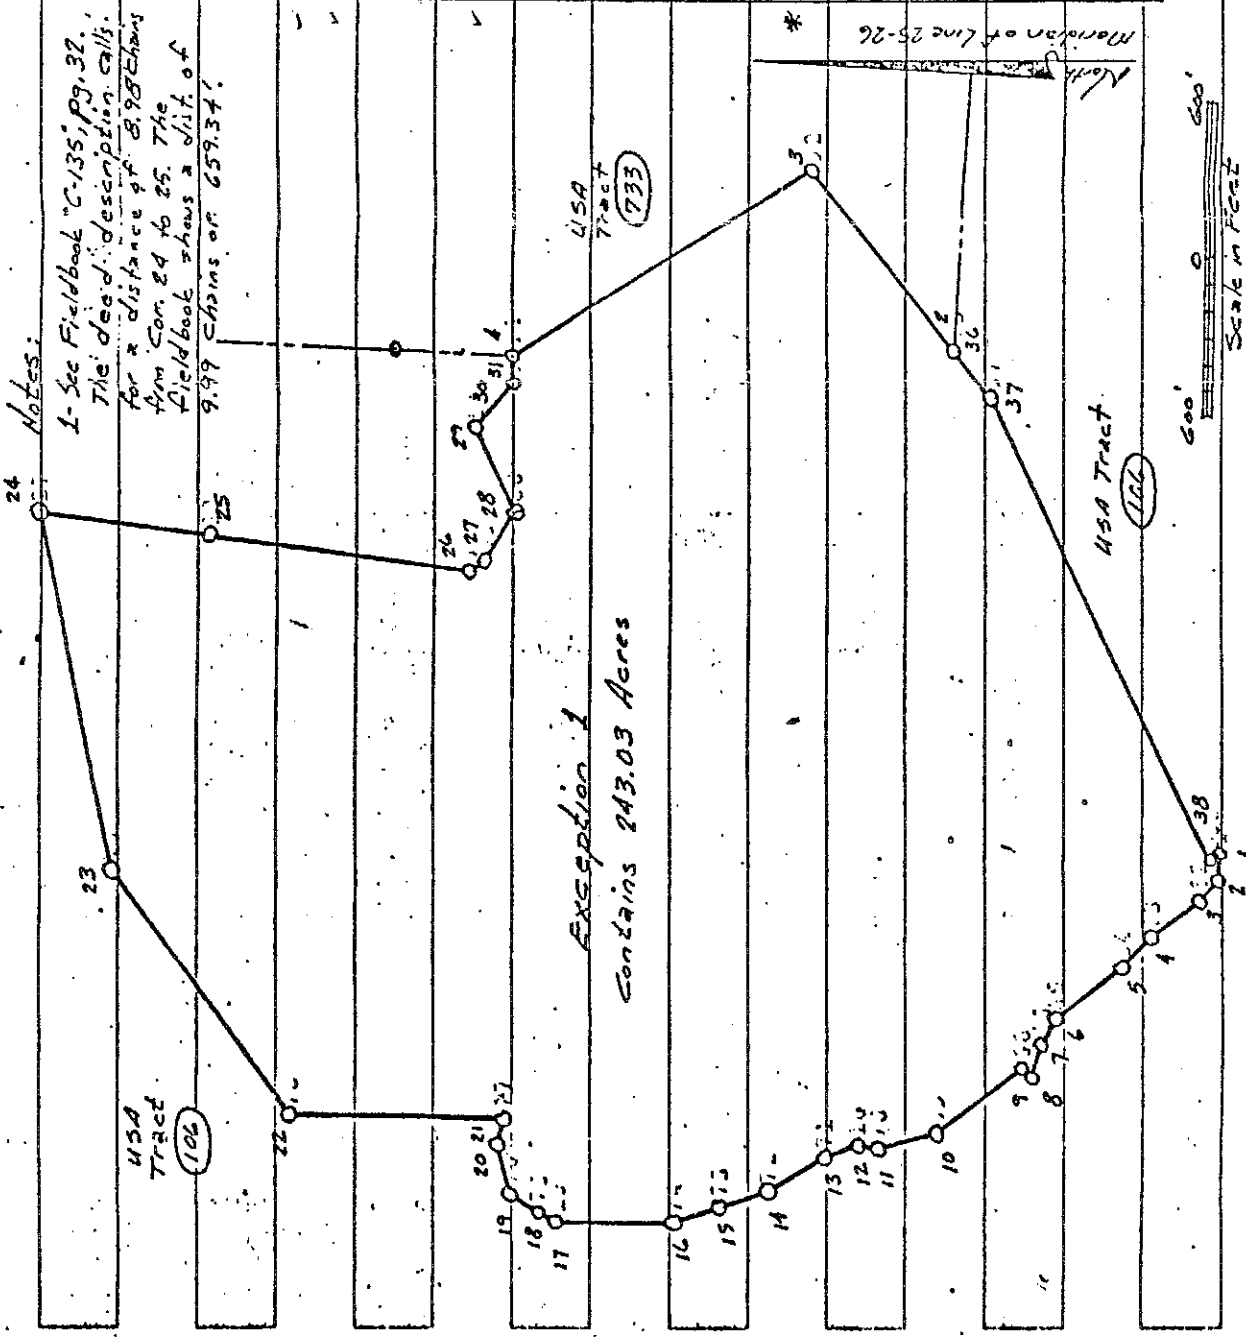 Notes:
1- See Fieldbook "C-135", pg. 32.
The deed description calls
for a distance of 8.98 chains
from Cor. 24 to 25. The
fieldbook shows a dist. of
9.99 chains or 659.34'.
*
Meridian of Line 25-26
North
USA
Tract
733
USA
Tract
106
Exception 1
Contains 243.03 Acres
USA Tract
106
600' 0 600'
Scale in Feet
1
2
3
4
5
6
7
8
9
10
11
12
13
14
15
16
17
18
19
20
21
22
23
24
25
26
27
28
29
30
31
3
2
36
37
38